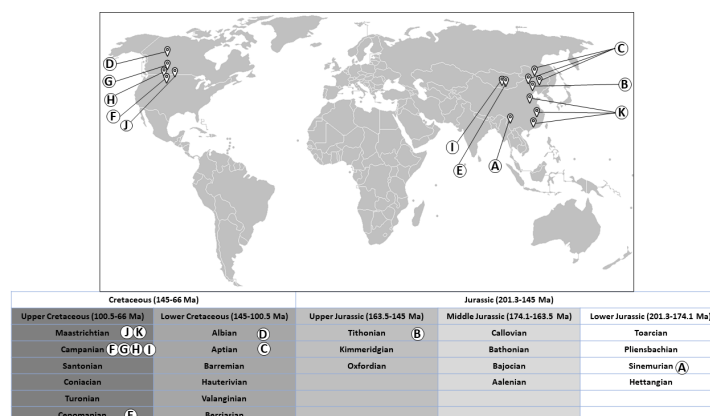 D
G
H
F
J
C
B
K
I
E
A
Cretaceous (145-66 Ma) Jurassic (201.3-145 Ma)
Upper Cretaceous (100.5-66 Ma) Lower Cretaceous (145-100.5 Ma) Upper Jurassic (163.5-145 Ma) Middle Jurassic (174.1-163.5 Ma) Lower Jurassic (201.3-174.1 Ma)
Maastrichtian J K Albian D Tithonian B Callovian Toarcian
Campanian F G H I Aptian C Kimmeridgian Bathonian Pliensbachian
Santonian Barremian Oxfordian Bajocian Sinemurian A
Coniacian Hauterivian Aalenian Hettangian
Turonian Valanginian
Cenomanian E Berriasian